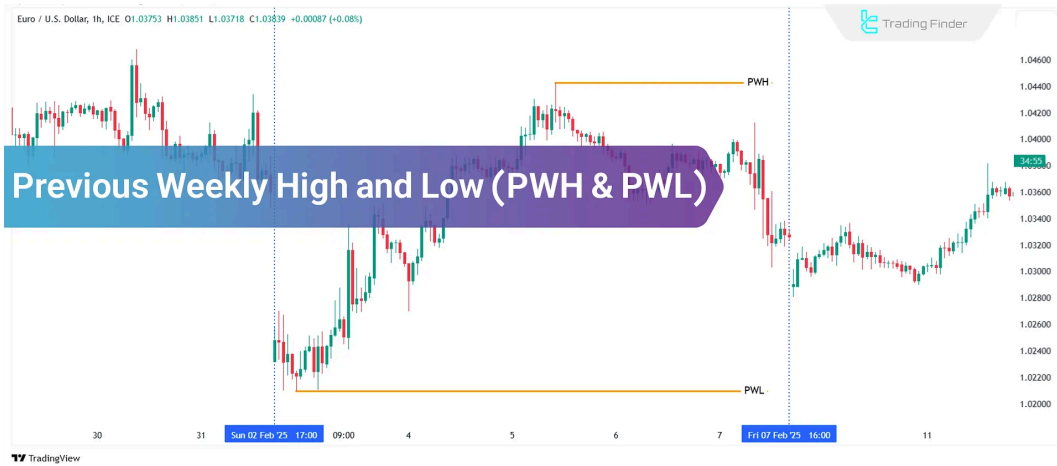 Euro / U.S. Dollar, 1h, ICE O1.03753 H1.03851 L1.03718 C1.03839 +0.00087 (+0.08%)
Trading Finder
1.04600
PWH
1.04400
1.04200
1.04000
34:55
Previous Weekly High and Low (PWH & PWL)
1.03600
1.03400
1.03200
1.03000
1.02800
1.02600
1.02400
1.02200
PWL
1.02000
30 31 Sun 02 Feb '25 17:00 09:00 4 5 6 7 Fri 07 Feb '25 16:00 11
TradingView